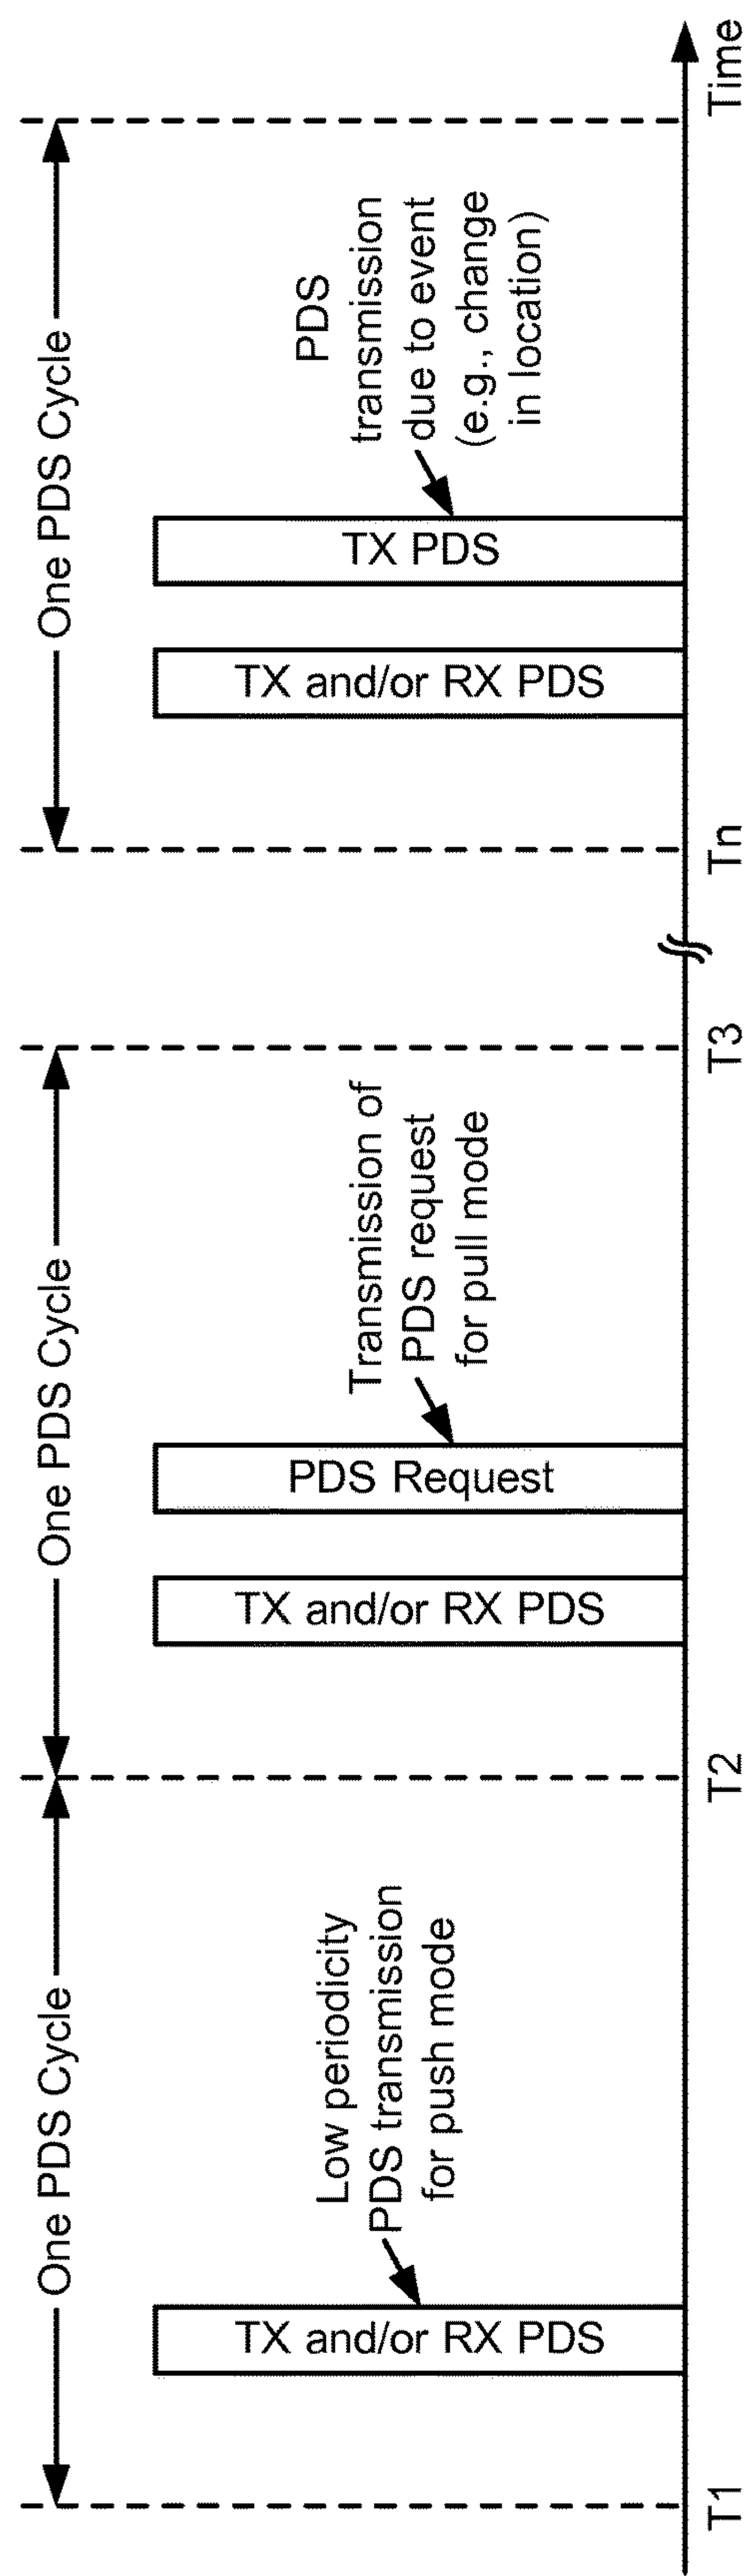 One PDS Cycle
One PDS Cycle
One PDS Cycle
TX and/or RX PDS
Low periodicity
PDS transmission
for push mode
TX and/or RX PDS
PDS Request
Transmission of
PDS request
for pull mode
TX and/or RX PDS
TX PDS
PDS
transmission
due to event
(e.g., change
in location)
T1
T2
T3
Tn
Time